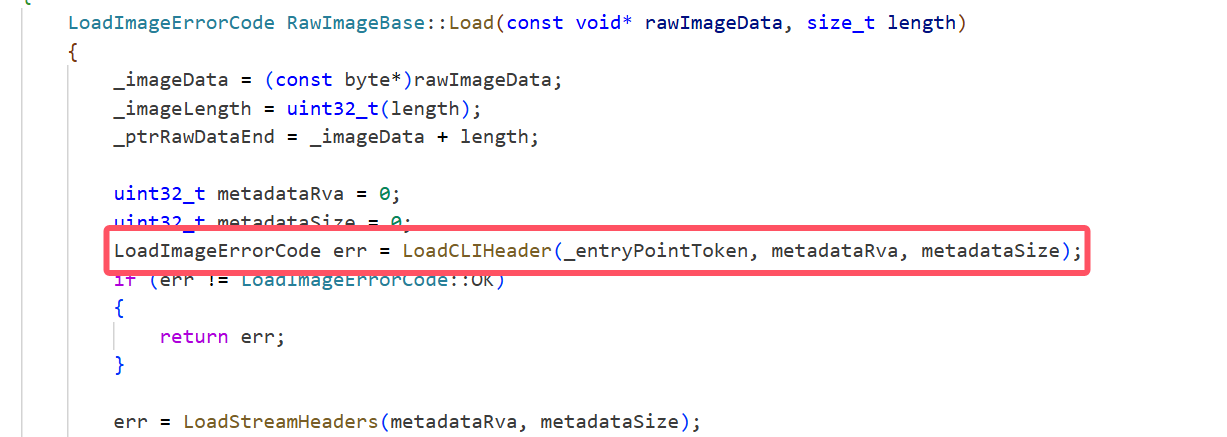 LoadImageErrorCode RawImageBase::Load(const void* rawImageData, size_t length)
{
_imageData = (const byte*)rawImageData;
_imageLength = uint32_t(length);
_ptrRawDataEnd = _imageData + length;
uint32_t metadataRva = 0;
uint32_t metadataSize = 0;
LoadImageErrorCode err = LoadCLIHeader(_entryPointToken, metadataRva, metadataSize);
if (err != LoadImageErrorCode::OK)
{
return err;
}
err = LoadStreamHeaders(metadataRva, metadataSize);